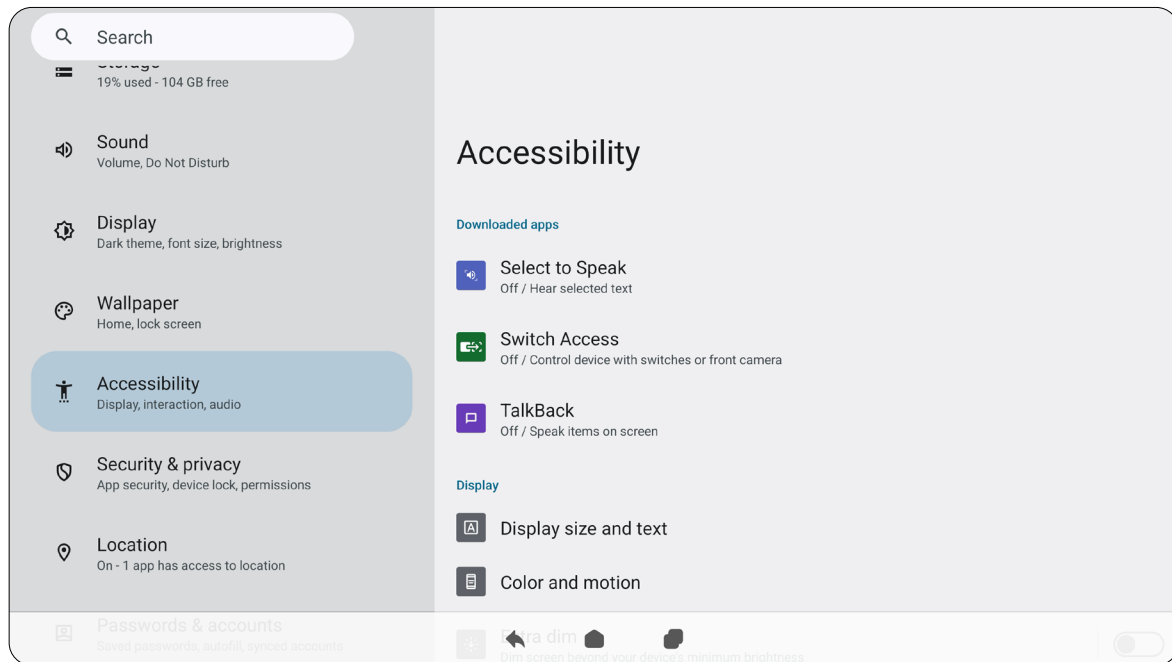 Search
Storage
19% used - 104 GB free
Sound
Volume, Do Not Disturb
Display
Dark theme, font size, brightness
Wallpaper
Home, lock screen
Accessibility
Display, interaction, audio
Security & privacy
App security, device lock, permissions
Location
On - 1 app has access to location
Passwords & accounts
Saved passwords, autofill, synced accounts
Accessibility
Downloaded apps
Select to Speak
Off / Hear selected text
Switch Access
Off / Control device with switches or front camera
TalkBack
Off / Speak items on screen
Display
Display size and text
Color and motion
Extra dim
Dim screen beyond your device's minimum brightness